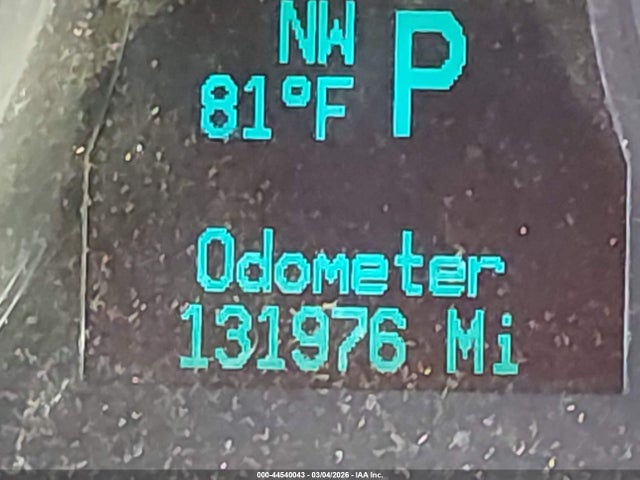 NW P
81°F
Odometer
131976 Mi
000-44540043 - 03/04/2026 - IAA Inc.